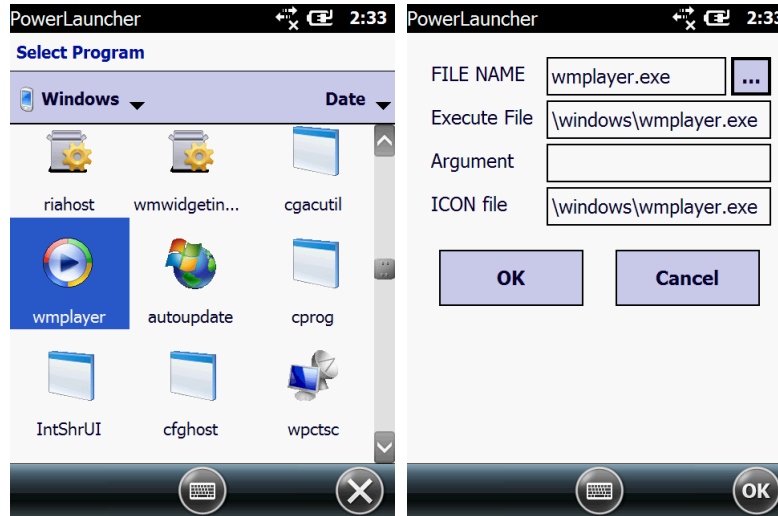 PowerLauncher 2:33
Select Program
Windows Date
riahost wmwidgetin... cgacutil
wmplayer autoupdate cprog
IntShrUI cfghost wpctsc
PowerLauncher 2:33
FILE NAME wmplayer.exe ...
Execute File \windows\wmplayer.exe
Argument
ICON file \windows\wmplayer.exe
OK Cancel
OK